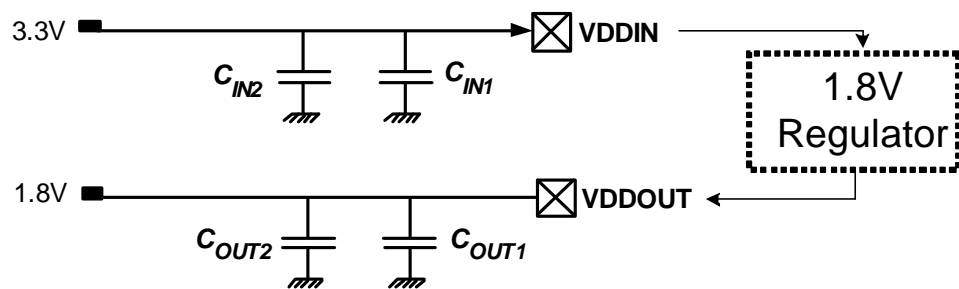 3.3V
VDDIN
CIN2
CIN1
1.8V
Regulator
1.8V
VDDOUT
COUT2
COUT1